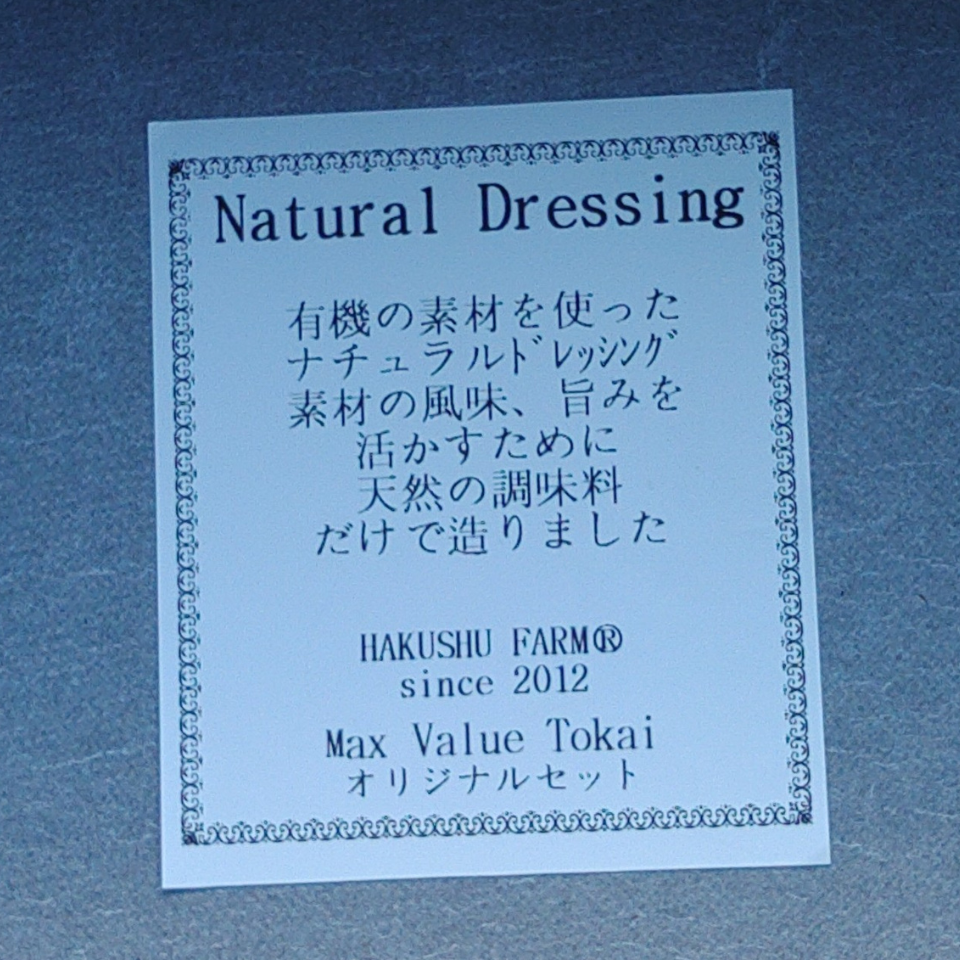 Natural Dressing
有機の素材を使った
ナチュラルﾄﾞﾚｯｼﾝｸﾞ
素材の風味、旨みを
活かすために
天然の調味料
だけで造りました
HAKUSHU FARM®
since 2012
Max Value Tokai
オリジナルセット